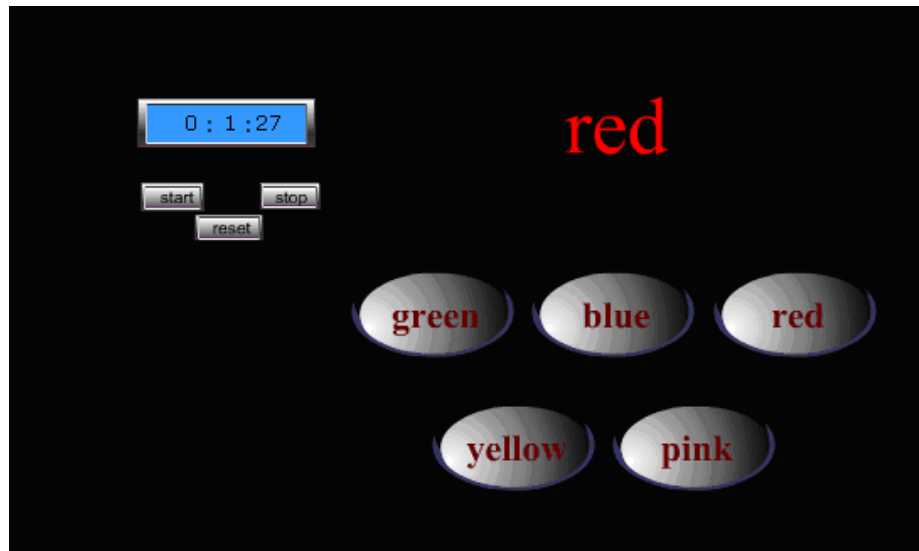 0 : 1 :27
red
start stop
reset
green blue red
yellow pink